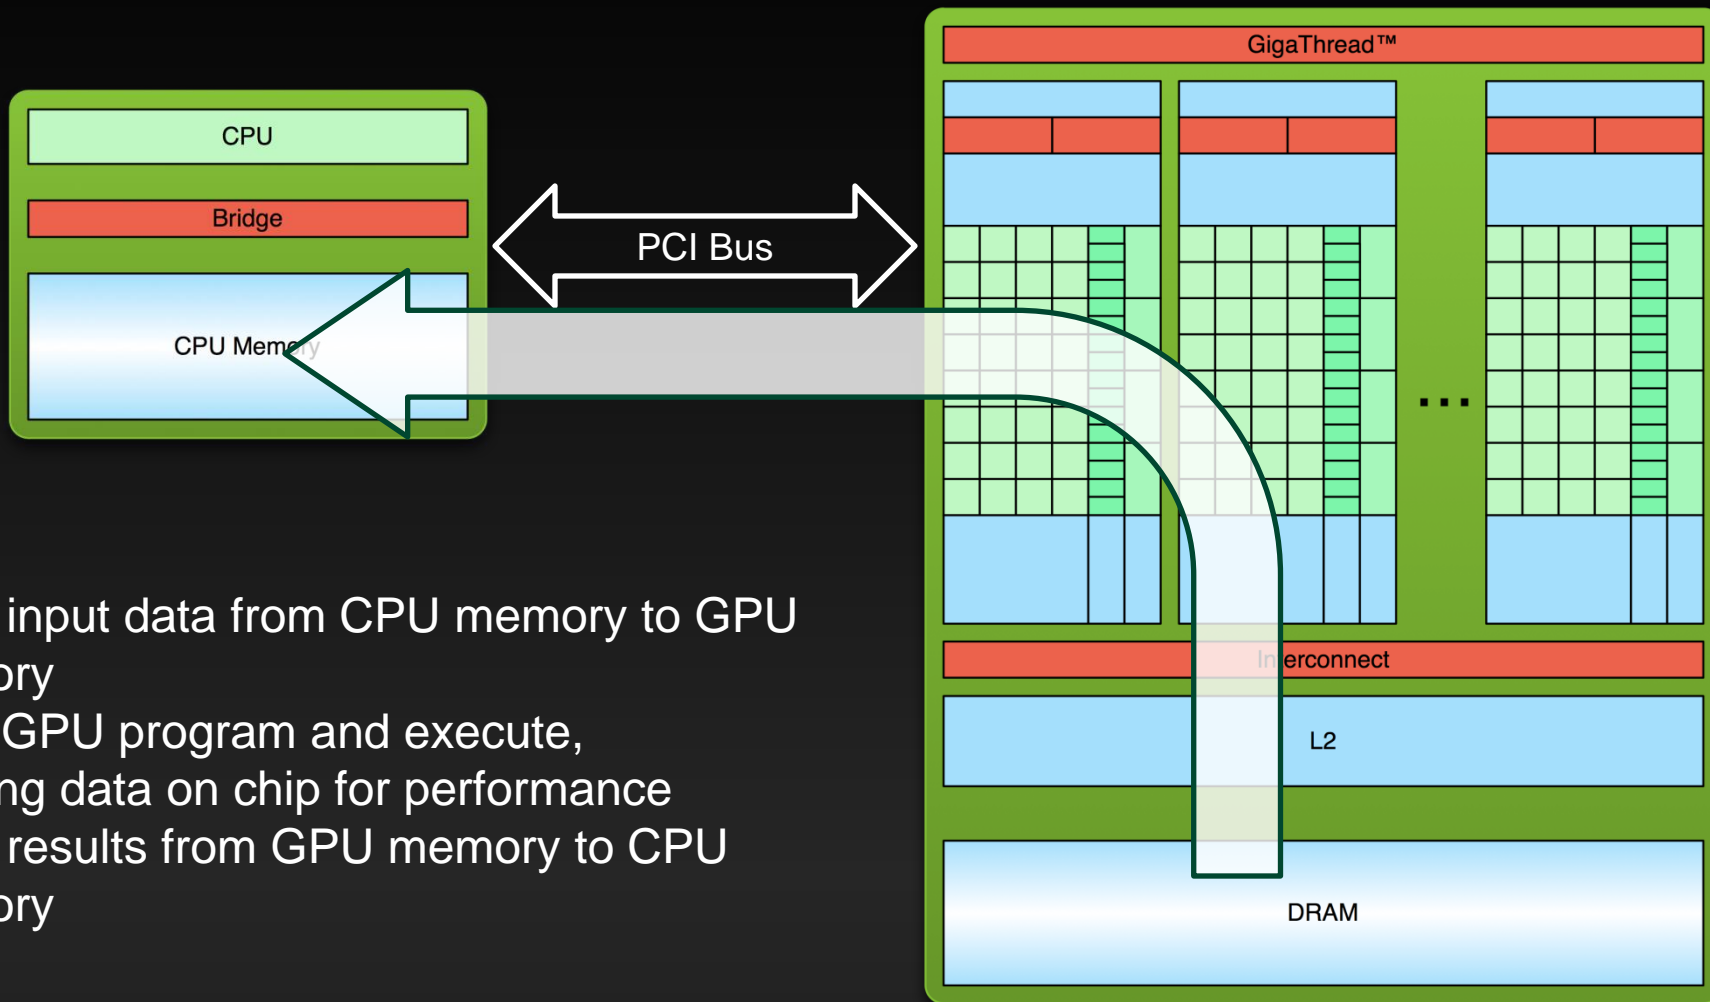 GigaThread™
CPU
Bridge
PCI Bus
CPU Memory
...
input data from CPU memory to GPU
ory
GPU program and execute,
ng data on chip for performance
results from GPU memory to CPU
ory
Interconnect
L2
DRAM